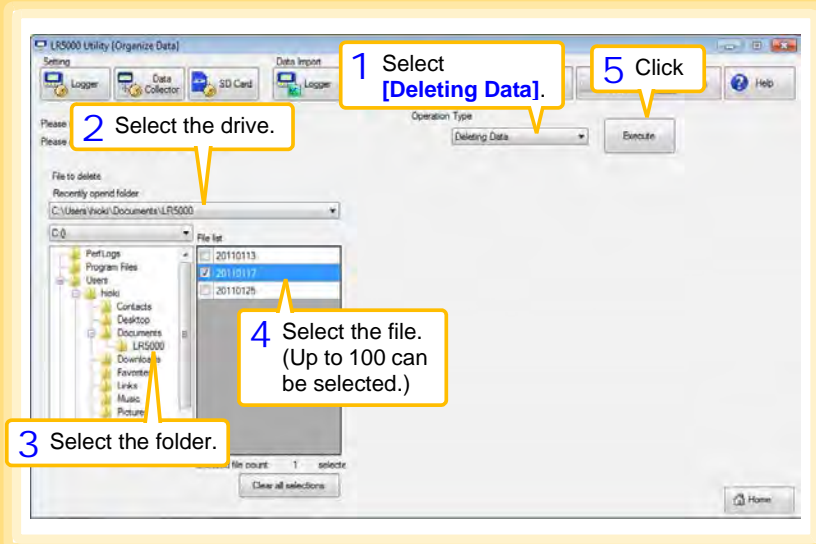 LR5000 Utility [Organize Data]
Setting
Data Import
Logger
Data Collector
SD Card
Logger
Help
1 Select
[Deleting Data].
5 Click
Please
Please
2 Select the drive.
Operation Type
Deleting Data
Execute
File to delete
Recently opend folder
C:\Users\hioki\Documents\LR5000
C:\
File list
PerfLogs
Program Files
Users
hioki
Contacts
Desktop
Documents
LR5000
Downloads
Favorites
Links
Music
Picture
20110113
20110117
20110125
4 Select the file.
(Up to 100 can
be selected.)
3 Select the folder.
file count 1 selecte
Clear all selections
Home